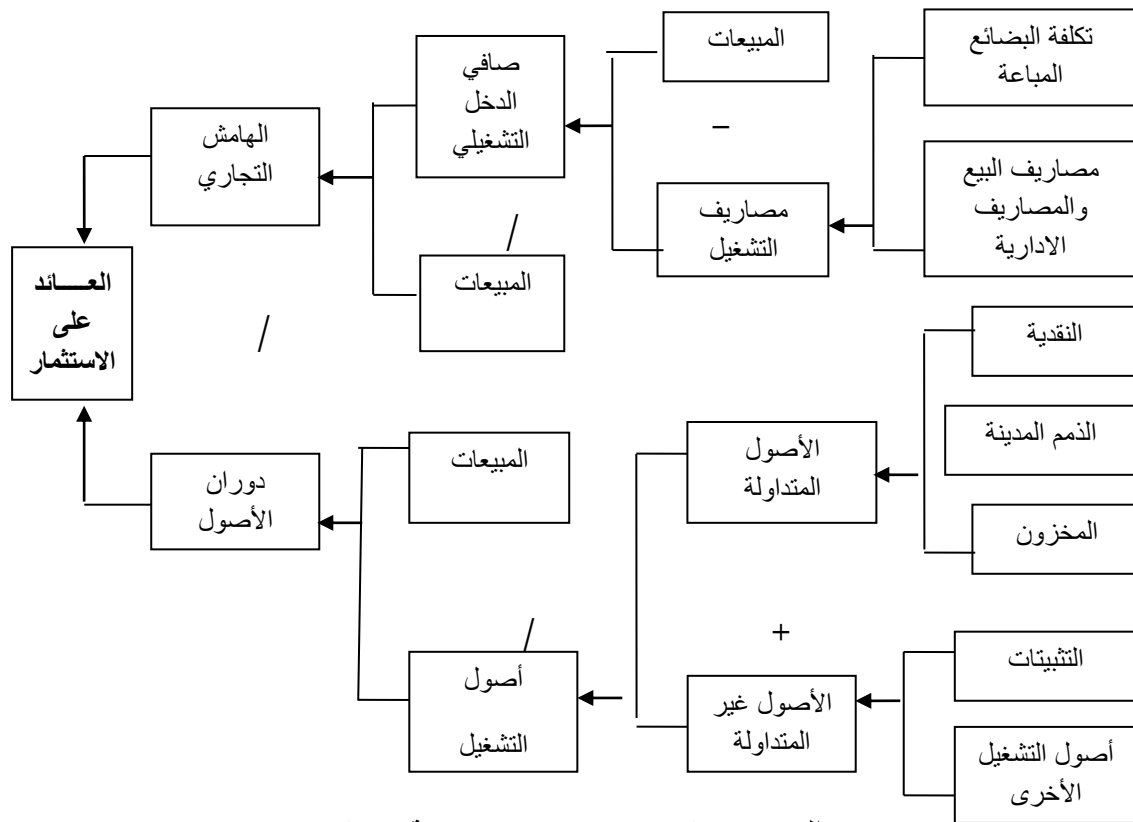 تكلفة البضائع
المباعة
مصاريف البيع
والمصاريف
الادارية
المبيعات
–
مصاريف
التشغيل
صافي
الدخل
التشغيلي
/
المبيعات
الهامش
التجاري
العـــــائد
على
الاستثمار
/
النقدية
الذمم المدينة
المخزون
الأصول
المتداولة
+
التثبيتات
أصول التشغيل
الأخرى
الأصول غير
المتداولة
المبيعات
/
أصول
التشغيل
دوران
الأصول